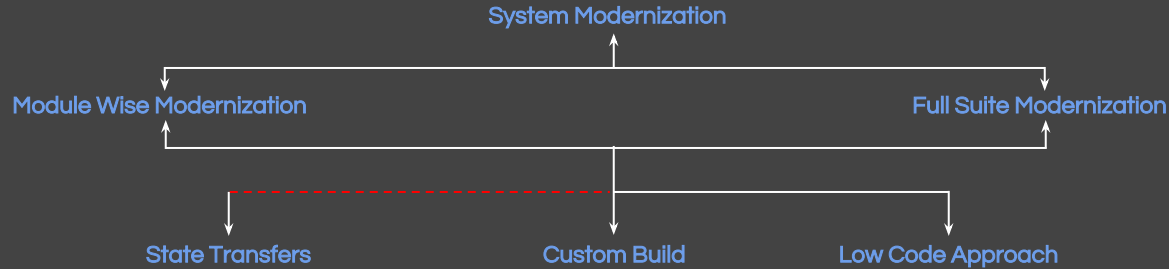 System Modernization
Module Wise Modernization
Full Suite Modernization
State Transfers
Custom Build
Low Code Approach